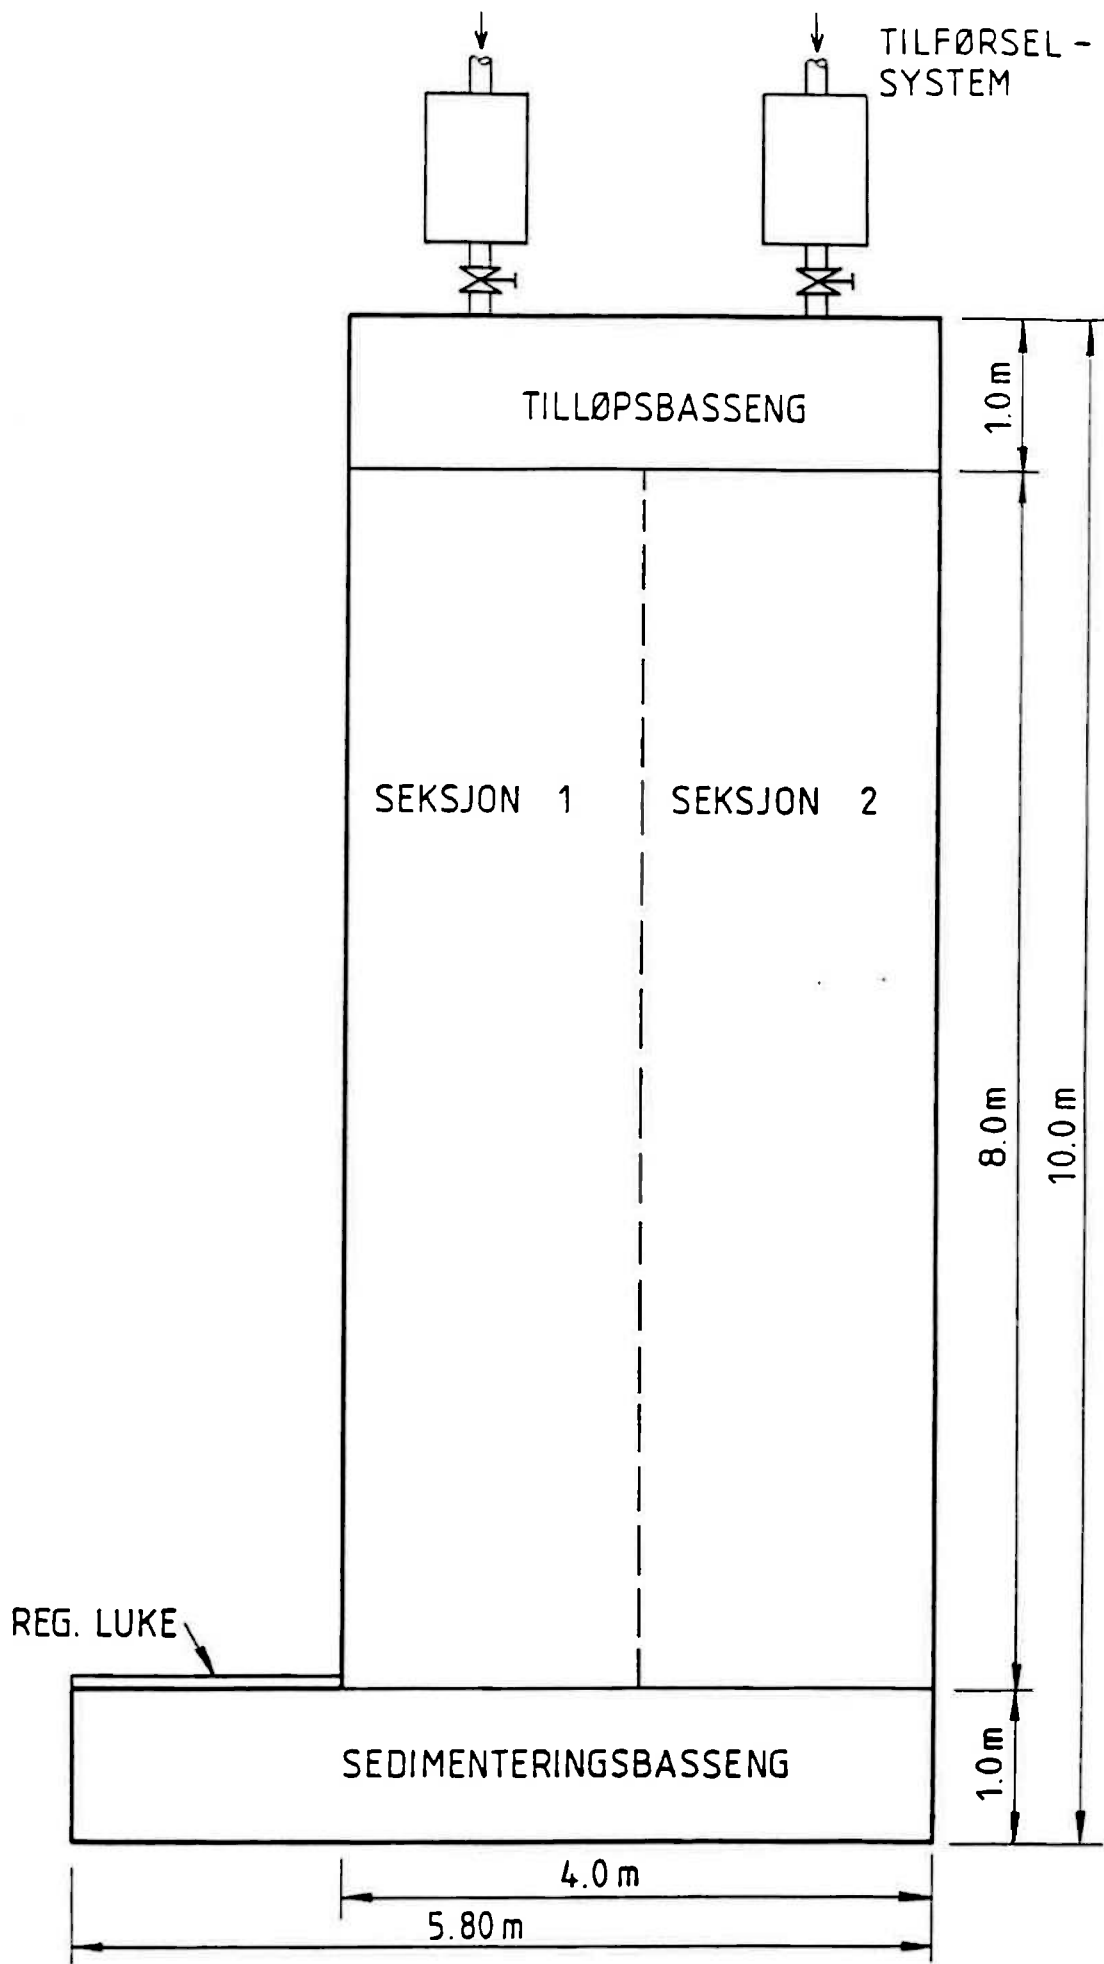 TILFØRSEL -
SYSTEM
TILLØPSBASSENG
1.0 m
SEKSJON 1
SEKSJON 2
8.0 m
10.0 m
REG. LUKE
SEDIMENTERINGSBASSENG
1.0 m
4.0 m
5.80 m